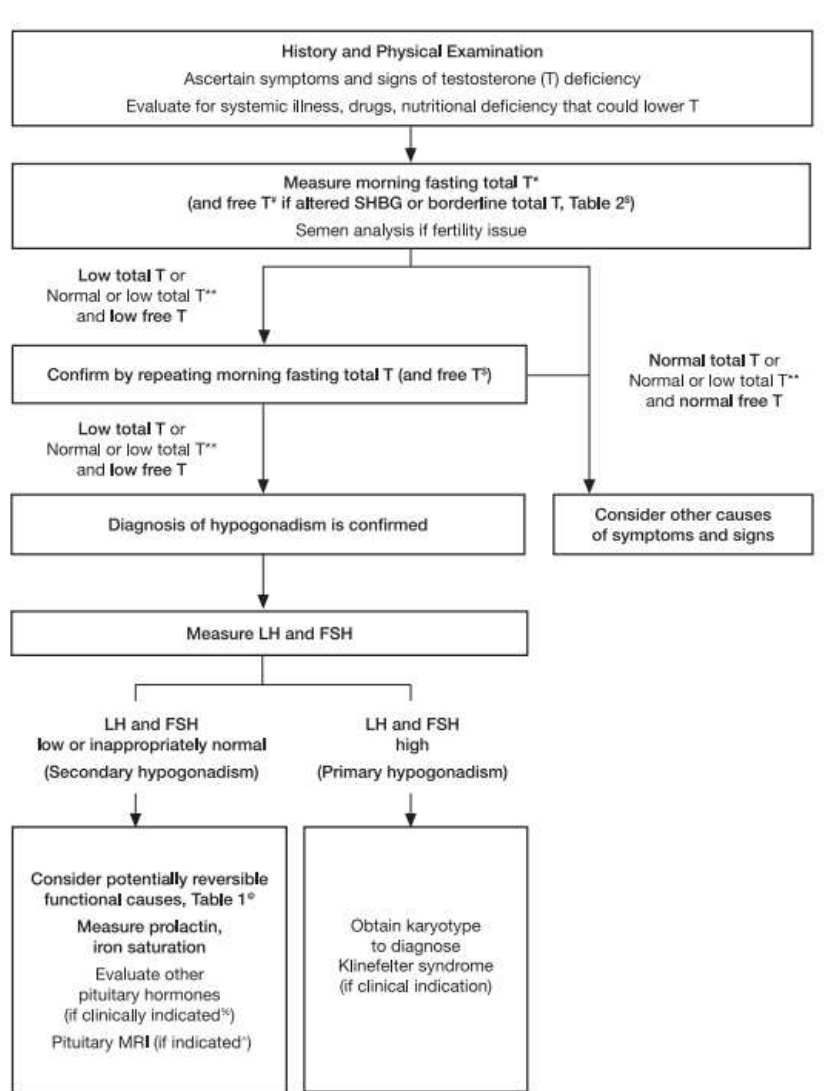 History and Physical Examination
Ascertain symptoms and signs of testosterone (T) deficiency
Evaluate for systemic illness, drugs, nutritional deficiency that could lower T
Measure morning fasting total T*
(and free T¥ if altered SHBG or borderline total T, Table 2$)
Semen analysis if fertility issue
Low total T or
Normal or low total T**
and low free T
Confirm by repeating morning fasting total T (and free T$)
Normal total T or
Normal or low total T**
and normal free T
Low total T or
Normal or low total T**
and low free T
Diagnosis of hypogonadism is confirmed
Consider other causes
of symptoms and signs
Measure LH and FSH
LH and FSH
low or inappropriately normal
(Secondary hypogonadism)
LH and FSH
high
(Primary hypogonadism)
Consider potentially reversible
functional causes, Table 1©
Measure prolactin,
iron saturation
Evaluate other
pituitary hormones
(if clinically indicated%)
Pituitary MRI (if indicated^)
Obtain karyotype
to diagnose
Klinefelter syndrome
(if clinical indication)